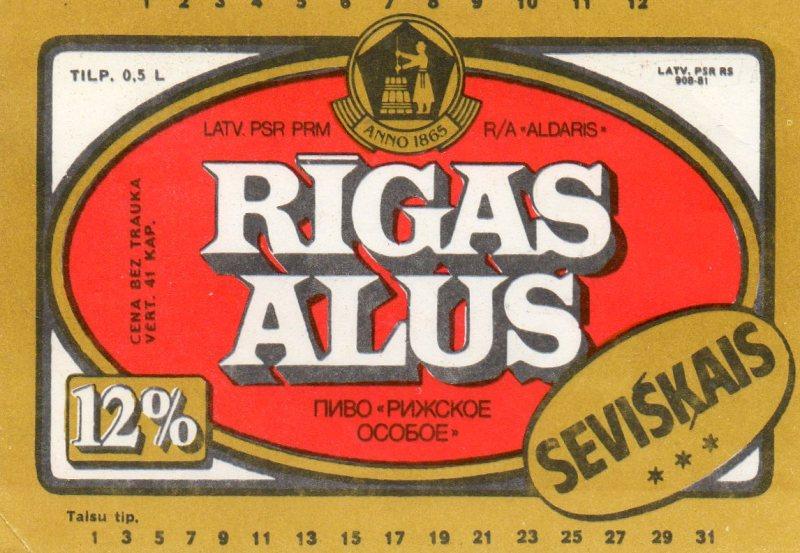 1 2 3 4 5 6 7 8 9 10 11 12
TILP. 0,5 L
LATV. PSR RS
908-81
ANNO 1865
LATV. PSR PRM
R/A «ALDARIS»
RĪGAS
ALUS
CENA BEZ TRAUKA
VERT. 41 KAP.
12%
ПИВО «РИЖСКОЕ
ОСОБОЕ»
SEVIŠĶAIS
***
Talsu tip.
1 3 5 7 9 11 13 15 17 19 21 23 25 27 29 31